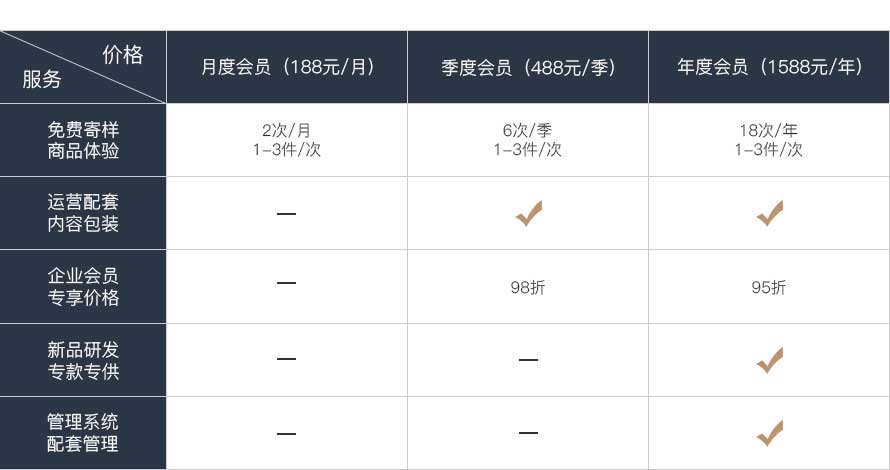 价格
服务
月度会员（188元/月）
季度会员（488元/季）
年度会员（1588元/年）
免费寄样
商品体验
2次/月
1-3件/次
6次/季
1-3件/次
18次/年
1-3件/次
运营配套
内容包装
—
企业会员
专享价格
—
98折
95折
新品研发
专款专供
—
—
管理系统
配套管理
—
—